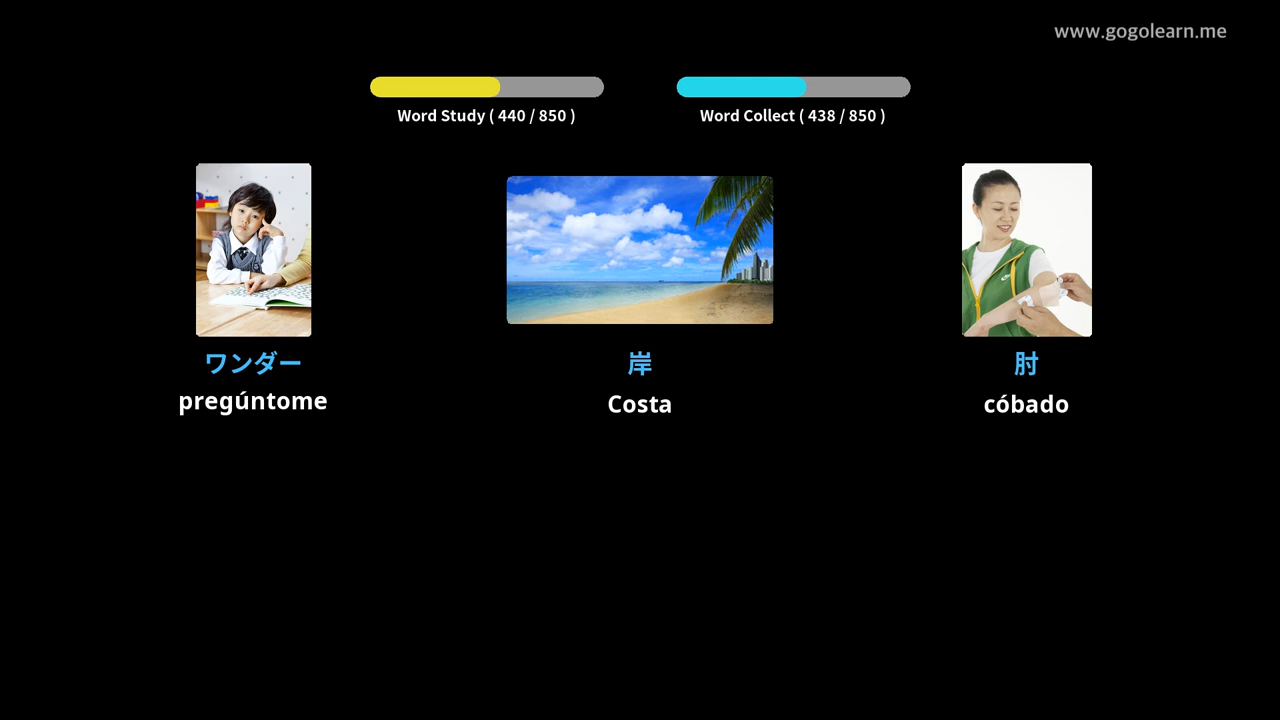 www.gogolearn.me
Word Study ( 440 / 850 )
Word Collect ( 438 / 850 )
ワンダー
pregúntome
岸
Costa
肘
cóbado